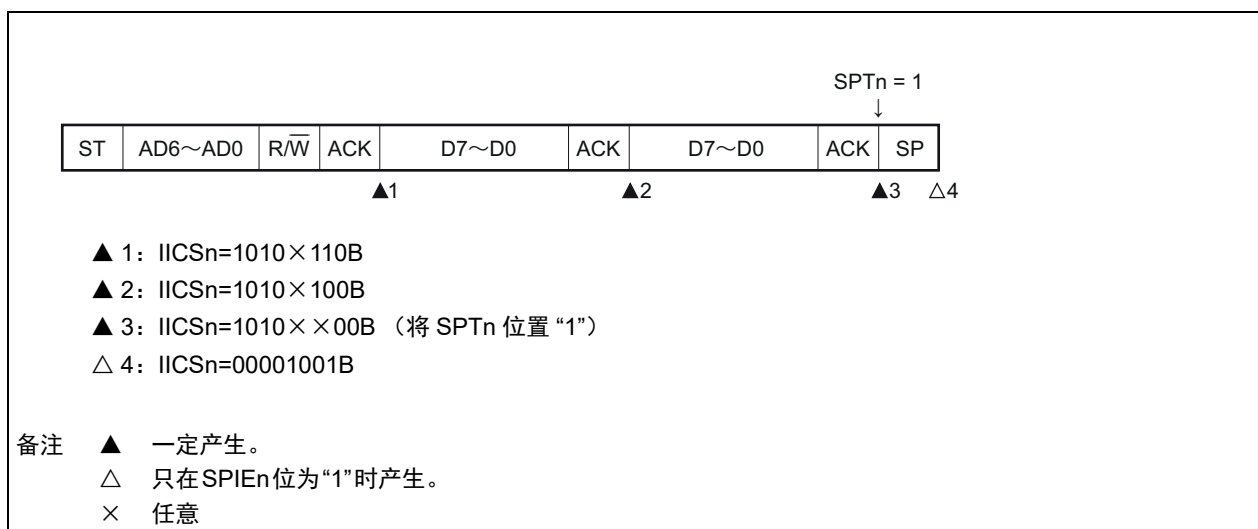 SPTn = 1
↓
ST AD6～AD0 R/W̅ ACK D7～D0 ACK D7～D0 ACK SP
▲1 ▲2 ▲3 △4
▲ 1：IICSn=1010×110B
▲ 2：IICSn=1010×100B
▲ 3：IICSn=1010××00B （将 SPTn 位置 “1”）
△ 4：IICSn=00001001B
备注 ▲ 一定产生。
△ 只在SPIEn位为“1”时产生。
× 任意